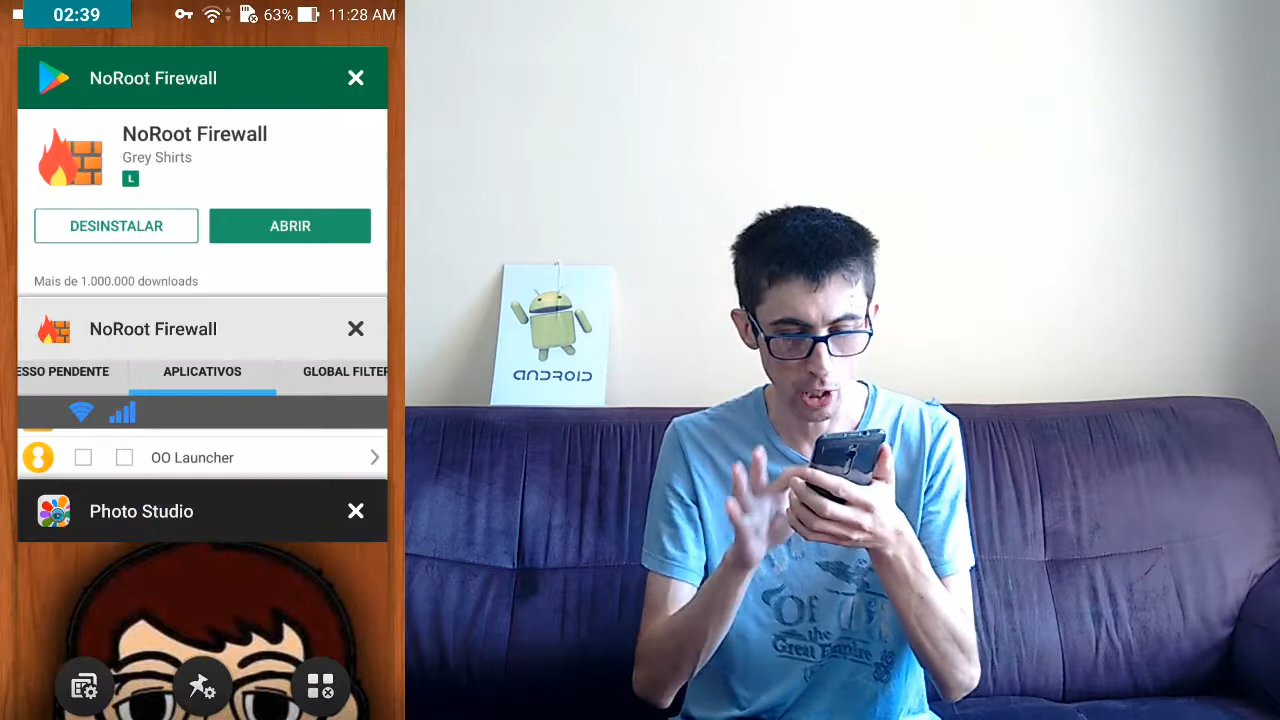 02:39
63%
11:28 AM
NoRoot Firewall
NoRoot Firewall
Grey Shirts
L
DESINSTALAR
ABRIR
Mais de 1.000.000 downloads
NoRoot Firewall
ESSO PENDENTE
APLICATIVOS
GLOBAL FILTER
OO Launcher
Photo Studio
ANDROID
Of
the
Great Empire